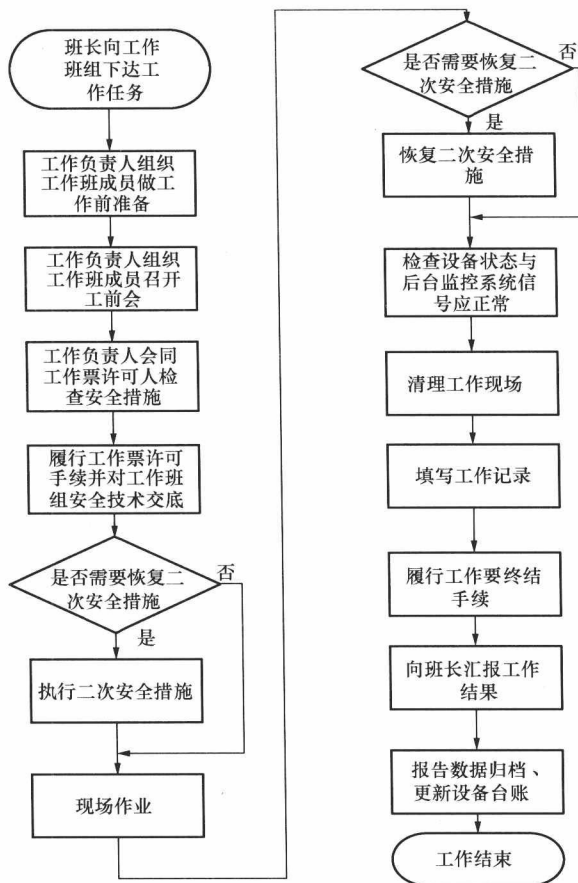 班长向工作
班组下达工
作任务
工作负责人组织
工作班成员做工
作前准备
工作负责人组织
工作班成员召开
工前会
工作负责人会同
工作票许可人检
查安全措施
履行工作票许可
手续并对工作班
组安全技术交底
是否需要恢复二
次安全措施
否
是
执行二次安全措施
现场作业
是否需要恢复二
次安全措施
否
是
恢复二次安全措
施
检查设备状态与
后台监控系统信
号应正常
清理工作现场
填写工作记录
履行工作要终结
手续
向班长汇报工作
结果
报告数据归档、
更新设备台账
工作结束